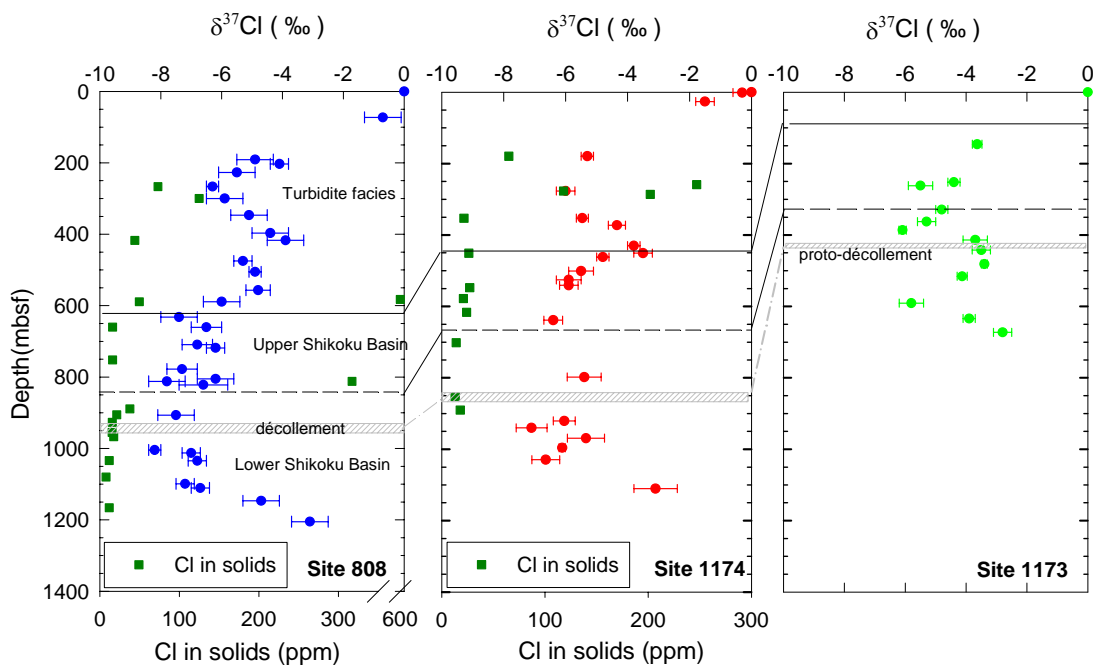 δ³⁷Cl ( ‰ ) δ³⁷Cl ( ‰ ) δ³⁷Cl ( ‰ )
-10 -8 -6 -4 -2 0 -10 -8 -6 -4 -2 0 -10 -8 -6 -4 -2 0
0
200
Turbidite facies
400
proto-décollement
600
Upper Shikoku Basin
800
décollement
1000
Lower Shikoku Basin
1200
Cl in solids Cl in solids
Site 808 Site 1174 Site 1173
1400
Depth(mbsf)
0 100 200 600 0 100 200 300
Cl in solids (ppm) Cl in solids (ppm)